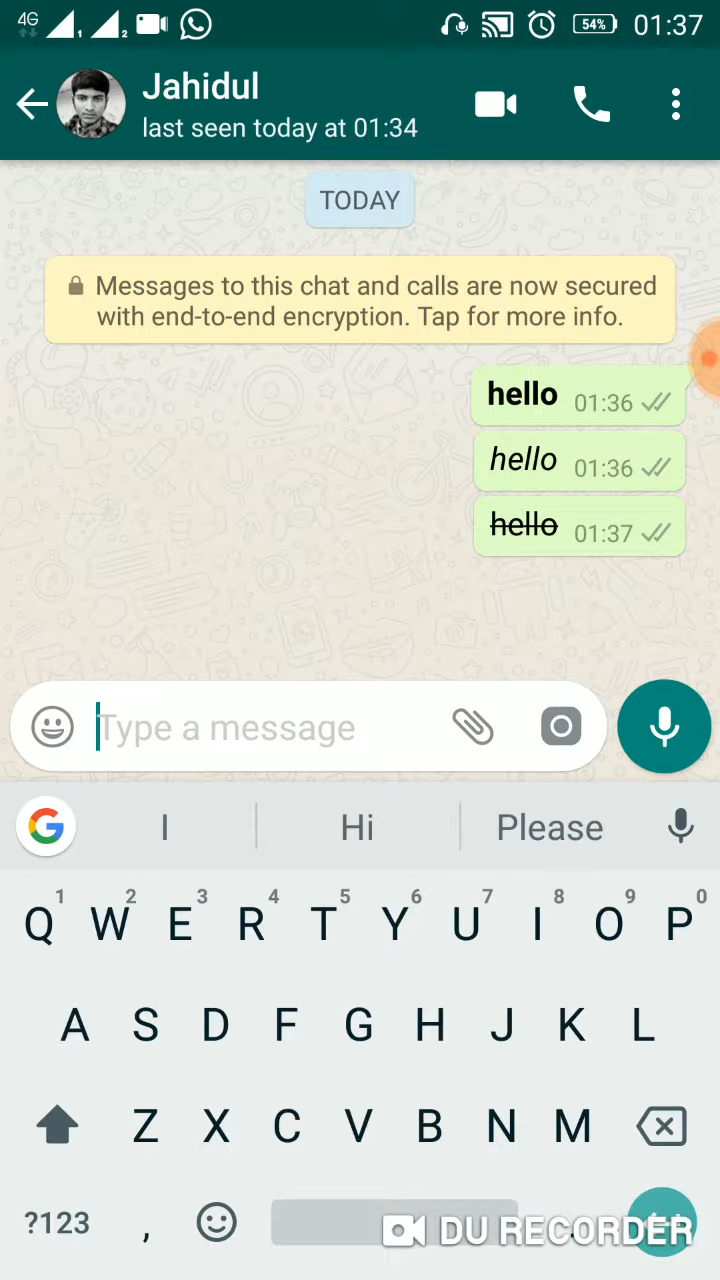 4G 1 2 54% 01:37
Jahidul
last seen today at 01:34
TODAY
Messages to this chat and calls are now secured
with end-to-end encryption. Tap for more info.
hello 01:36
hello 01:36
hello 01:37
Type a message
G I Hi Please
1 2 3 4 5 6 7 8 9 0
Q W E R T Y U I O P
A S D F G H J K L
Z X C V B N M
?123 , .
DU RECORDER